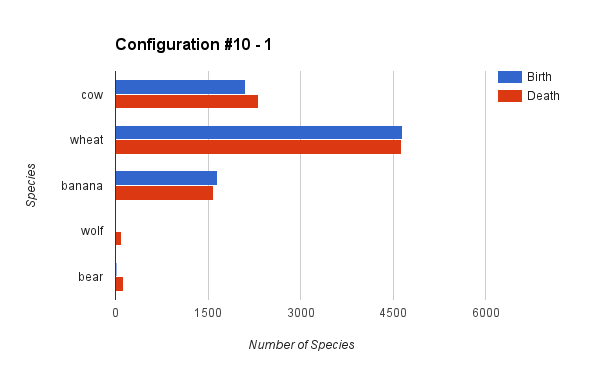 Configuration #10 - 1
Birth
Death
cow
wheat
banana
wolf
bear
Species
0 1500 3000 4500 6000
Number of Species